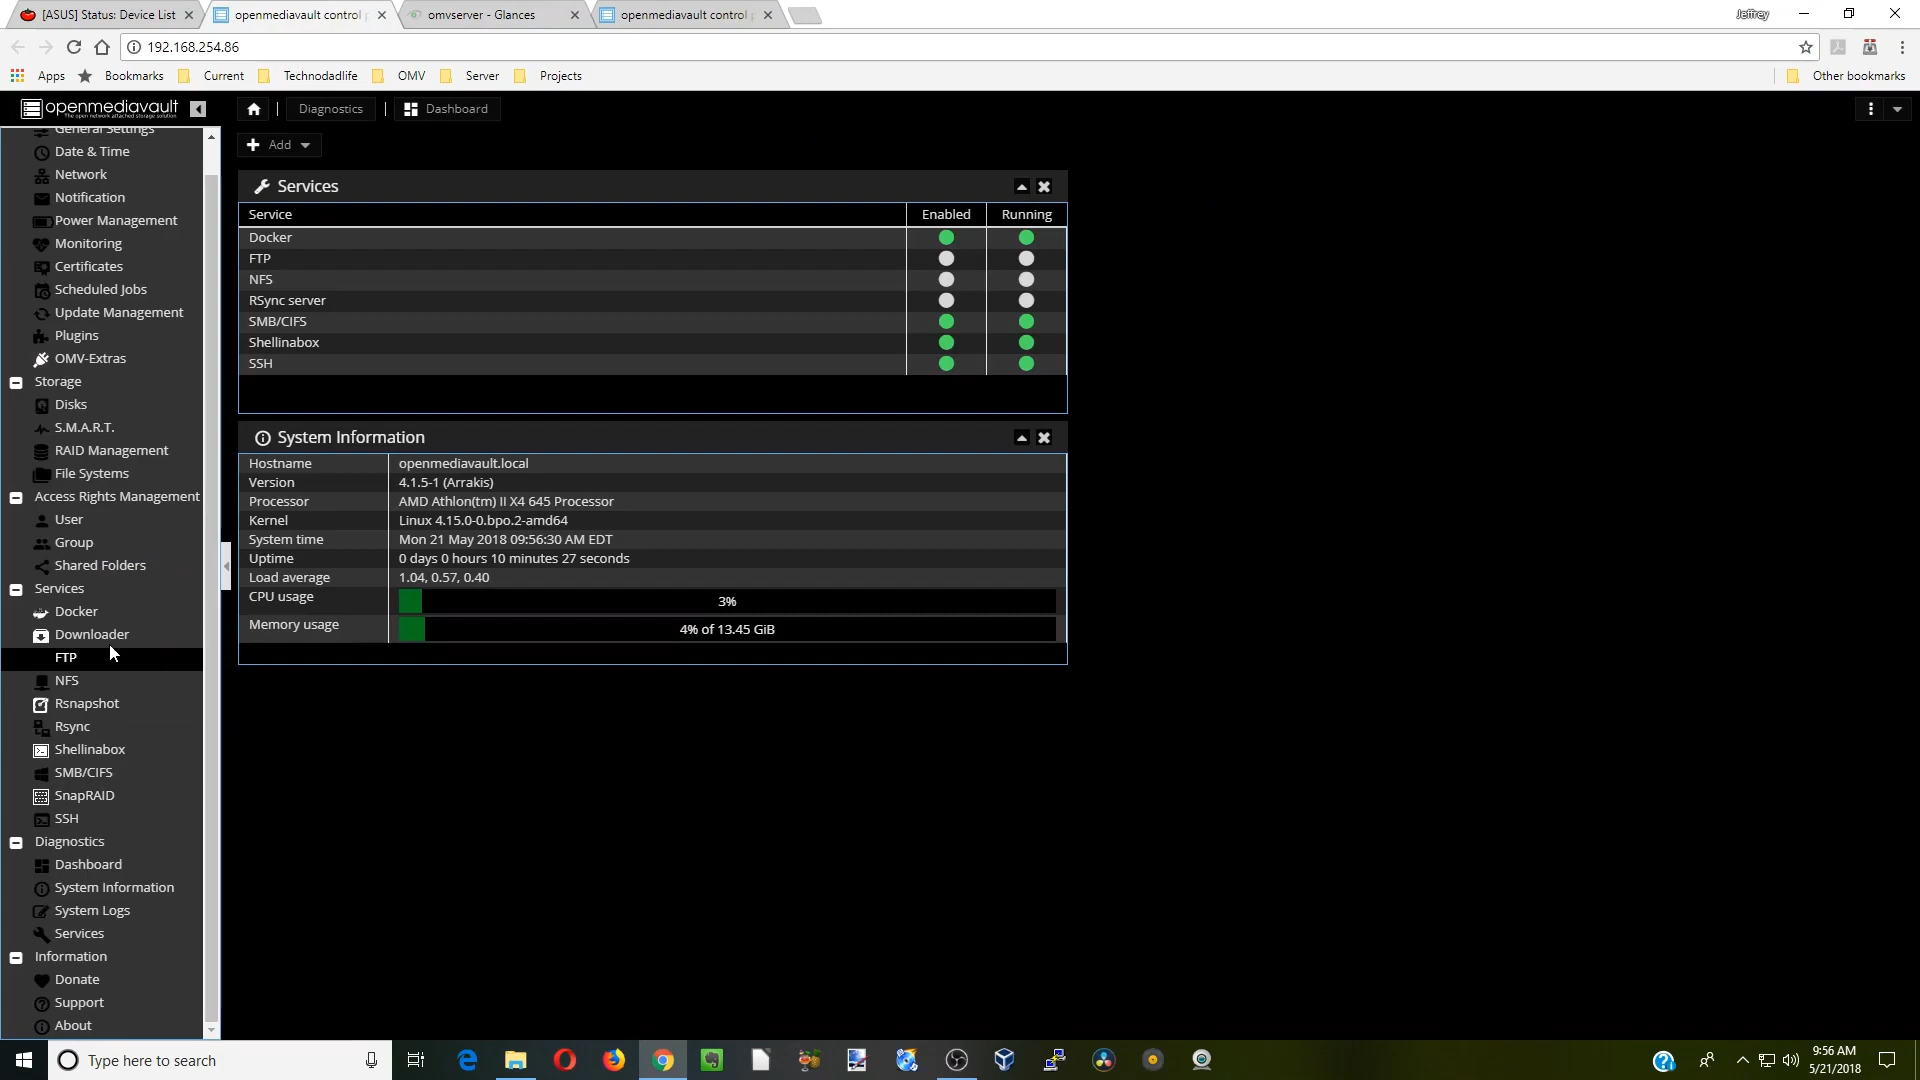 [ASUS] Status: Device List
openmediavault control p
omvserver - Glances
openmediavault control p
Jeffrey
192.168.254.86
Apps
Bookmarks
Current
Technodadlife
OMV
Server
Projects
Other bookmarks
openmediavault
The open network attached storage solution
Diagnostics
Dashboard
Add
General Settings
Date & Time
Network
Notification
Power Management
Monitoring
Certificates
Scheduled Jobs
Update Management
Plugins
OMV-Extras
Storage
Disks
S.M.A.R.T.
RAID Management
File Systems
Access Rights Management
User
Group
Shared Folders
Services
Docker
Downloader
FTP
NFS
Rsnapshot
Rsync
Shellinabox
SMB/CIFS
SnapRAID
SSH
Diagnostics
Dashboard
System Information
System Logs
Services
Information
Donate
Support
About
Services
Service Enabled Running
Docker
FTP
NFS
RSync server
SMB/CIFS
Shellinabox
SSH
System Information
Hostname openmediavault.local
Version 4.1.5-1 (Arrakis)
Processor AMD Athlon(tm) II X4 645 Processor
Kernel Linux 4.15.0-0.bpo.2-amd64
System time Mon 21 May 2018 09:56:30 AM EDT
Uptime 0 days 0 hours 10 minutes 27 seconds
Load average 1.04, 0.57, 0.40
CPU usage 3%
Memory usage 4% of 13.45 GiB
Type here to search
9:56 AM
5/21/2018